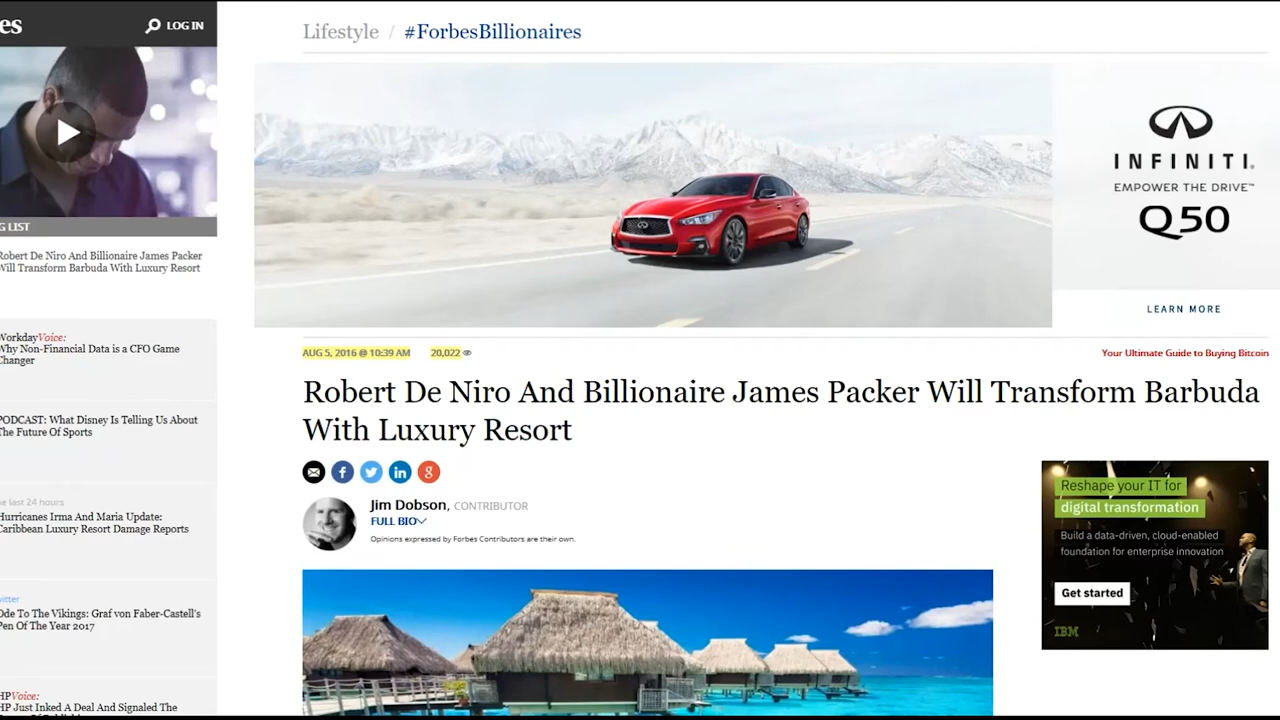 es
LOG IN
G LIST
Robert De Niro And Billionaire James Packer
Will Transform Barbuda With Luxury Resort
WorkdayVoice:
Why Non-Financial Data is a CFO Game
Changer
PODCAST: What Disney Is Telling Us About
The Future Of Sports
he last 24 hours
Hurricanes Irma And Maria Update:
Caribbean Luxury Resort Damage Reports
witter
Ode To The Vikings: Graf von Faber-Castell's
Pen Of The Year 2017
HPVoice:
HP Just Inked A Deal And Signaled The
Lifestyle / #ForbesBillionaires
INFINITI.
EMPOWER THE DRIVE™
Q50
LEARN MORE
AUG 5, 2016 @ 10:39 AM 20,022
Your Ultimate Guide to Buying Bitcoin
Robert De Niro And Billionaire James Packer Will Transform Barbuda
With Luxury Resort
Jim Dobson, CONTRIBUTOR
FULL BIO
Opinions expressed by Forbes Contributors are their own.
Reshape your IT for
digital transformation
Build a data-driven, cloud-enabled
foundation for enterprise innovation
Get started
IBM